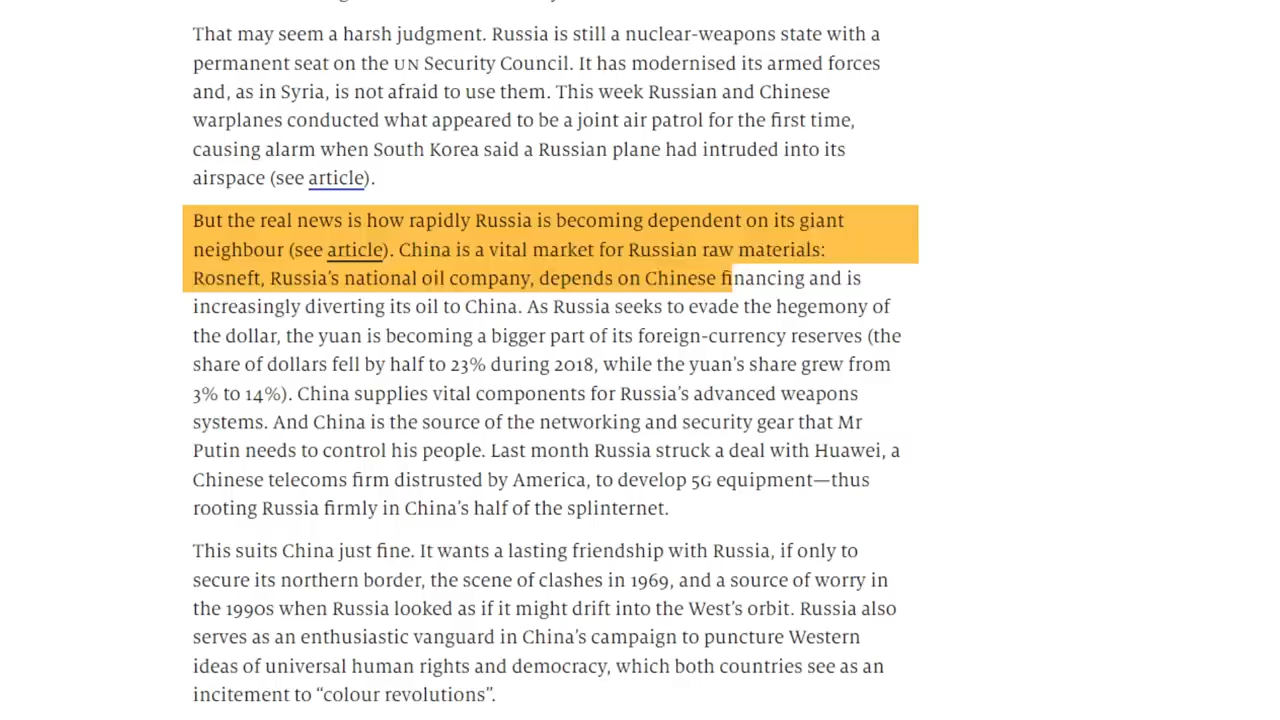 That may seem a harsh judgment. Russia is still a nuclear-weapons state with a
permanent seat on the UN Security Council. It has modernised its armed forces
and, as in Syria, is not afraid to use them. This week Russian and Chinese
warplanes conducted what appeared to be a joint air patrol for the first time,
causing alarm when South Korea said a Russian plane had intruded into its
airspace (see article).
But the real news is how rapidly Russia is becoming dependent on its giant
neighbour (see article). China is a vital market for Russian raw materials:
Rosneft, Russia’s national oil company, depends on Chinese financing and is
increasingly diverting its oil to China. As Russia seeks to evade the hegemony of
the dollar, the yuan is becoming a bigger part of its foreign-currency reserves (the
share of dollars fell by half to 23% during 2018, while the yuan’s share grew from
3% to 14%). China supplies vital components for Russia’s advanced weapons
systems. And China is the source of the networking and security gear that Mr
Putin needs to control his people. Last month Russia struck a deal with Huawei, a
Chinese telecoms firm distrusted by America, to develop 5G equipment—thus
rooting Russia firmly in China’s half of the splinternet.
This suits China just fine. It wants a lasting friendship with Russia, if only to
secure its northern border, the scene of clashes in 1969, and a source of worry in
the 1990s when Russia looked as if it might drift into the West’s orbit. Russia also
serves as an enthusiastic vanguard in China’s campaign to puncture Western
ideas of universal human rights and democracy, which both countries see as an
incitement to “colour revolutions”.